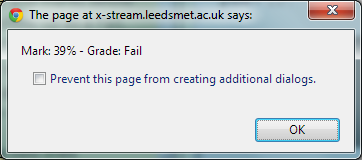 The page at x-stream.leedsmet.ac.uk says:
Mark: 39% - Grade: Fail
Prevent this page from creating additional dialogs.
OK